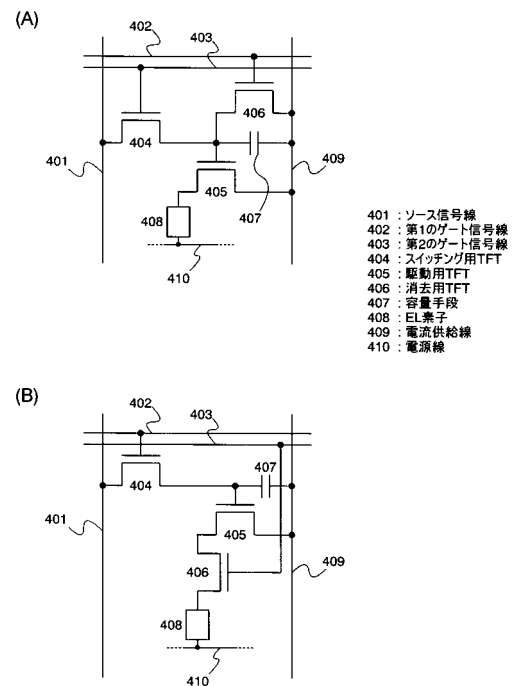 (A)
402
403
406
404
401
409
405
407
408
410
401：ソース信号線
402：第1のゲート信号線
403：第2のゲート信号線
404：スイッチング用TFT
405：駆動用TFT
406：消去用TFT
407：容量手段
408：EL素子
409：電流供給線
410：電源線
(B)
402
403
407
404
401
405
409
406
408
410